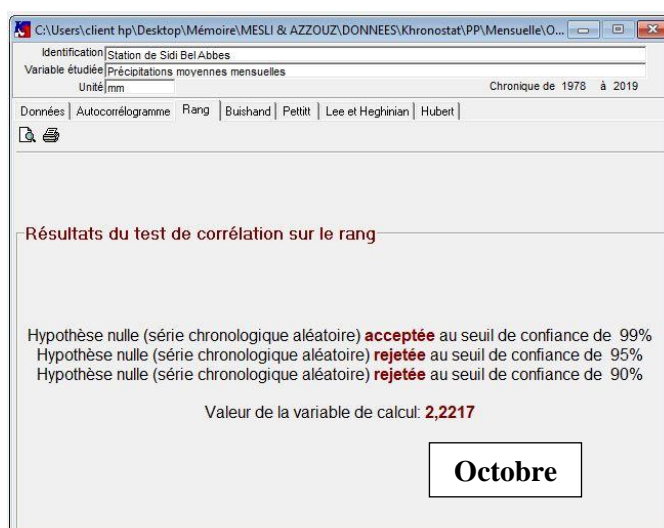 C:\Users\client hp\Desktop\Mémoire\MESLI & AZZOUZ\DONNEES\Khronostat\PP\Mensuelle\O...
Identification Station de Sidi Bel Abbes
Variable étudiée Précipitations moyennes mensuelles
Unité mm Chronique de 1978 à 2019
Données Autocorrélogramme Rang Buishand Pettitt Lee et Heghinian Hubert
Résultats du test de corrélation sur le rang
Hypothèse nulle (série chronologique aléatoire) acceptée au seuil de confiance de 99%
Hypothèse nulle (série chronologique aléatoire) rejetée au seuil de confiance de 95%
Hypothèse nulle (série chronologique aléatoire) rejetée au seuil de confiance de 90%
Valeur de la variable de calcul: 2,2217
Octobre